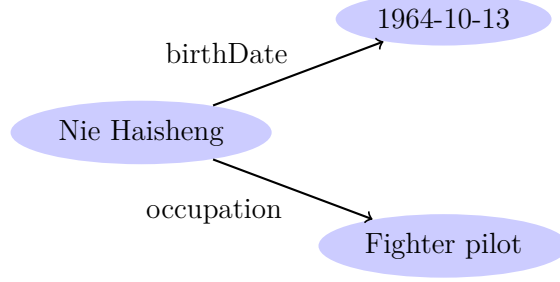 1964-10-13
birthDate
Nie Haisheng
occupation
Fighter pilot